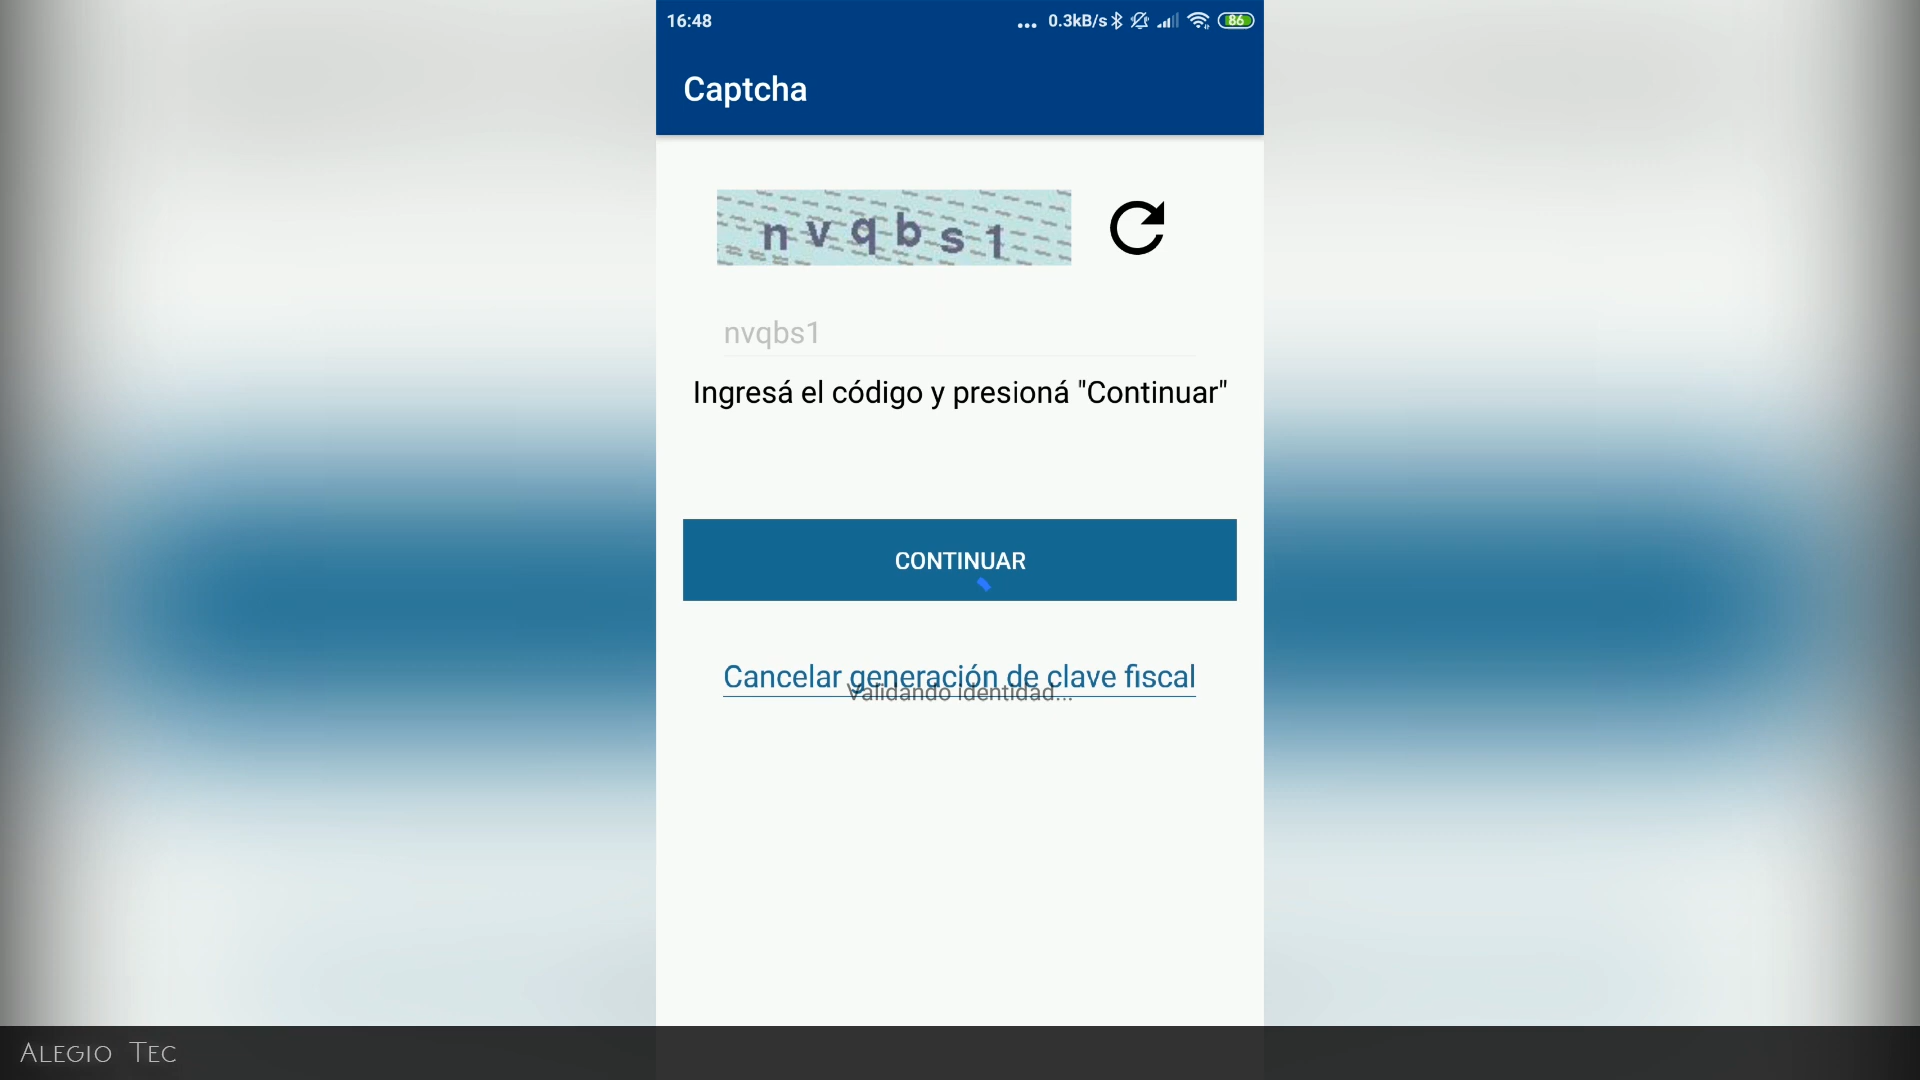 16:48
... 0.3kB/s 86
Captcha
nvqbs1
nvqbs1
Ingresá el código y presioná "Continuar"
CONTINUAR
Cancelar generación de clave fiscal
Validando identidad...
Alegio Tec